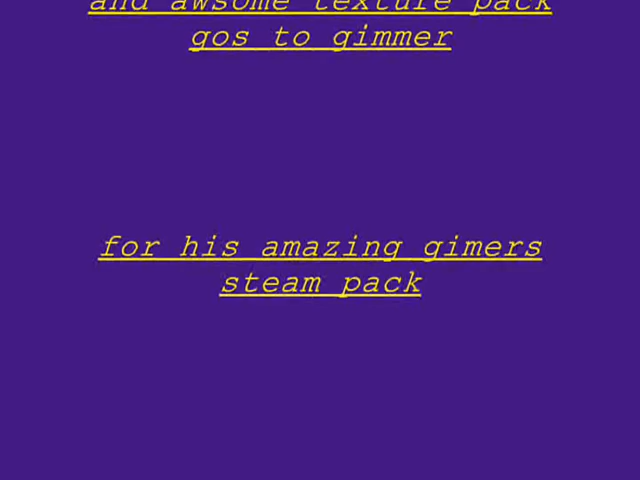 and awsome texture pack
gos to gimmer
for his amazing gimers
steam pack